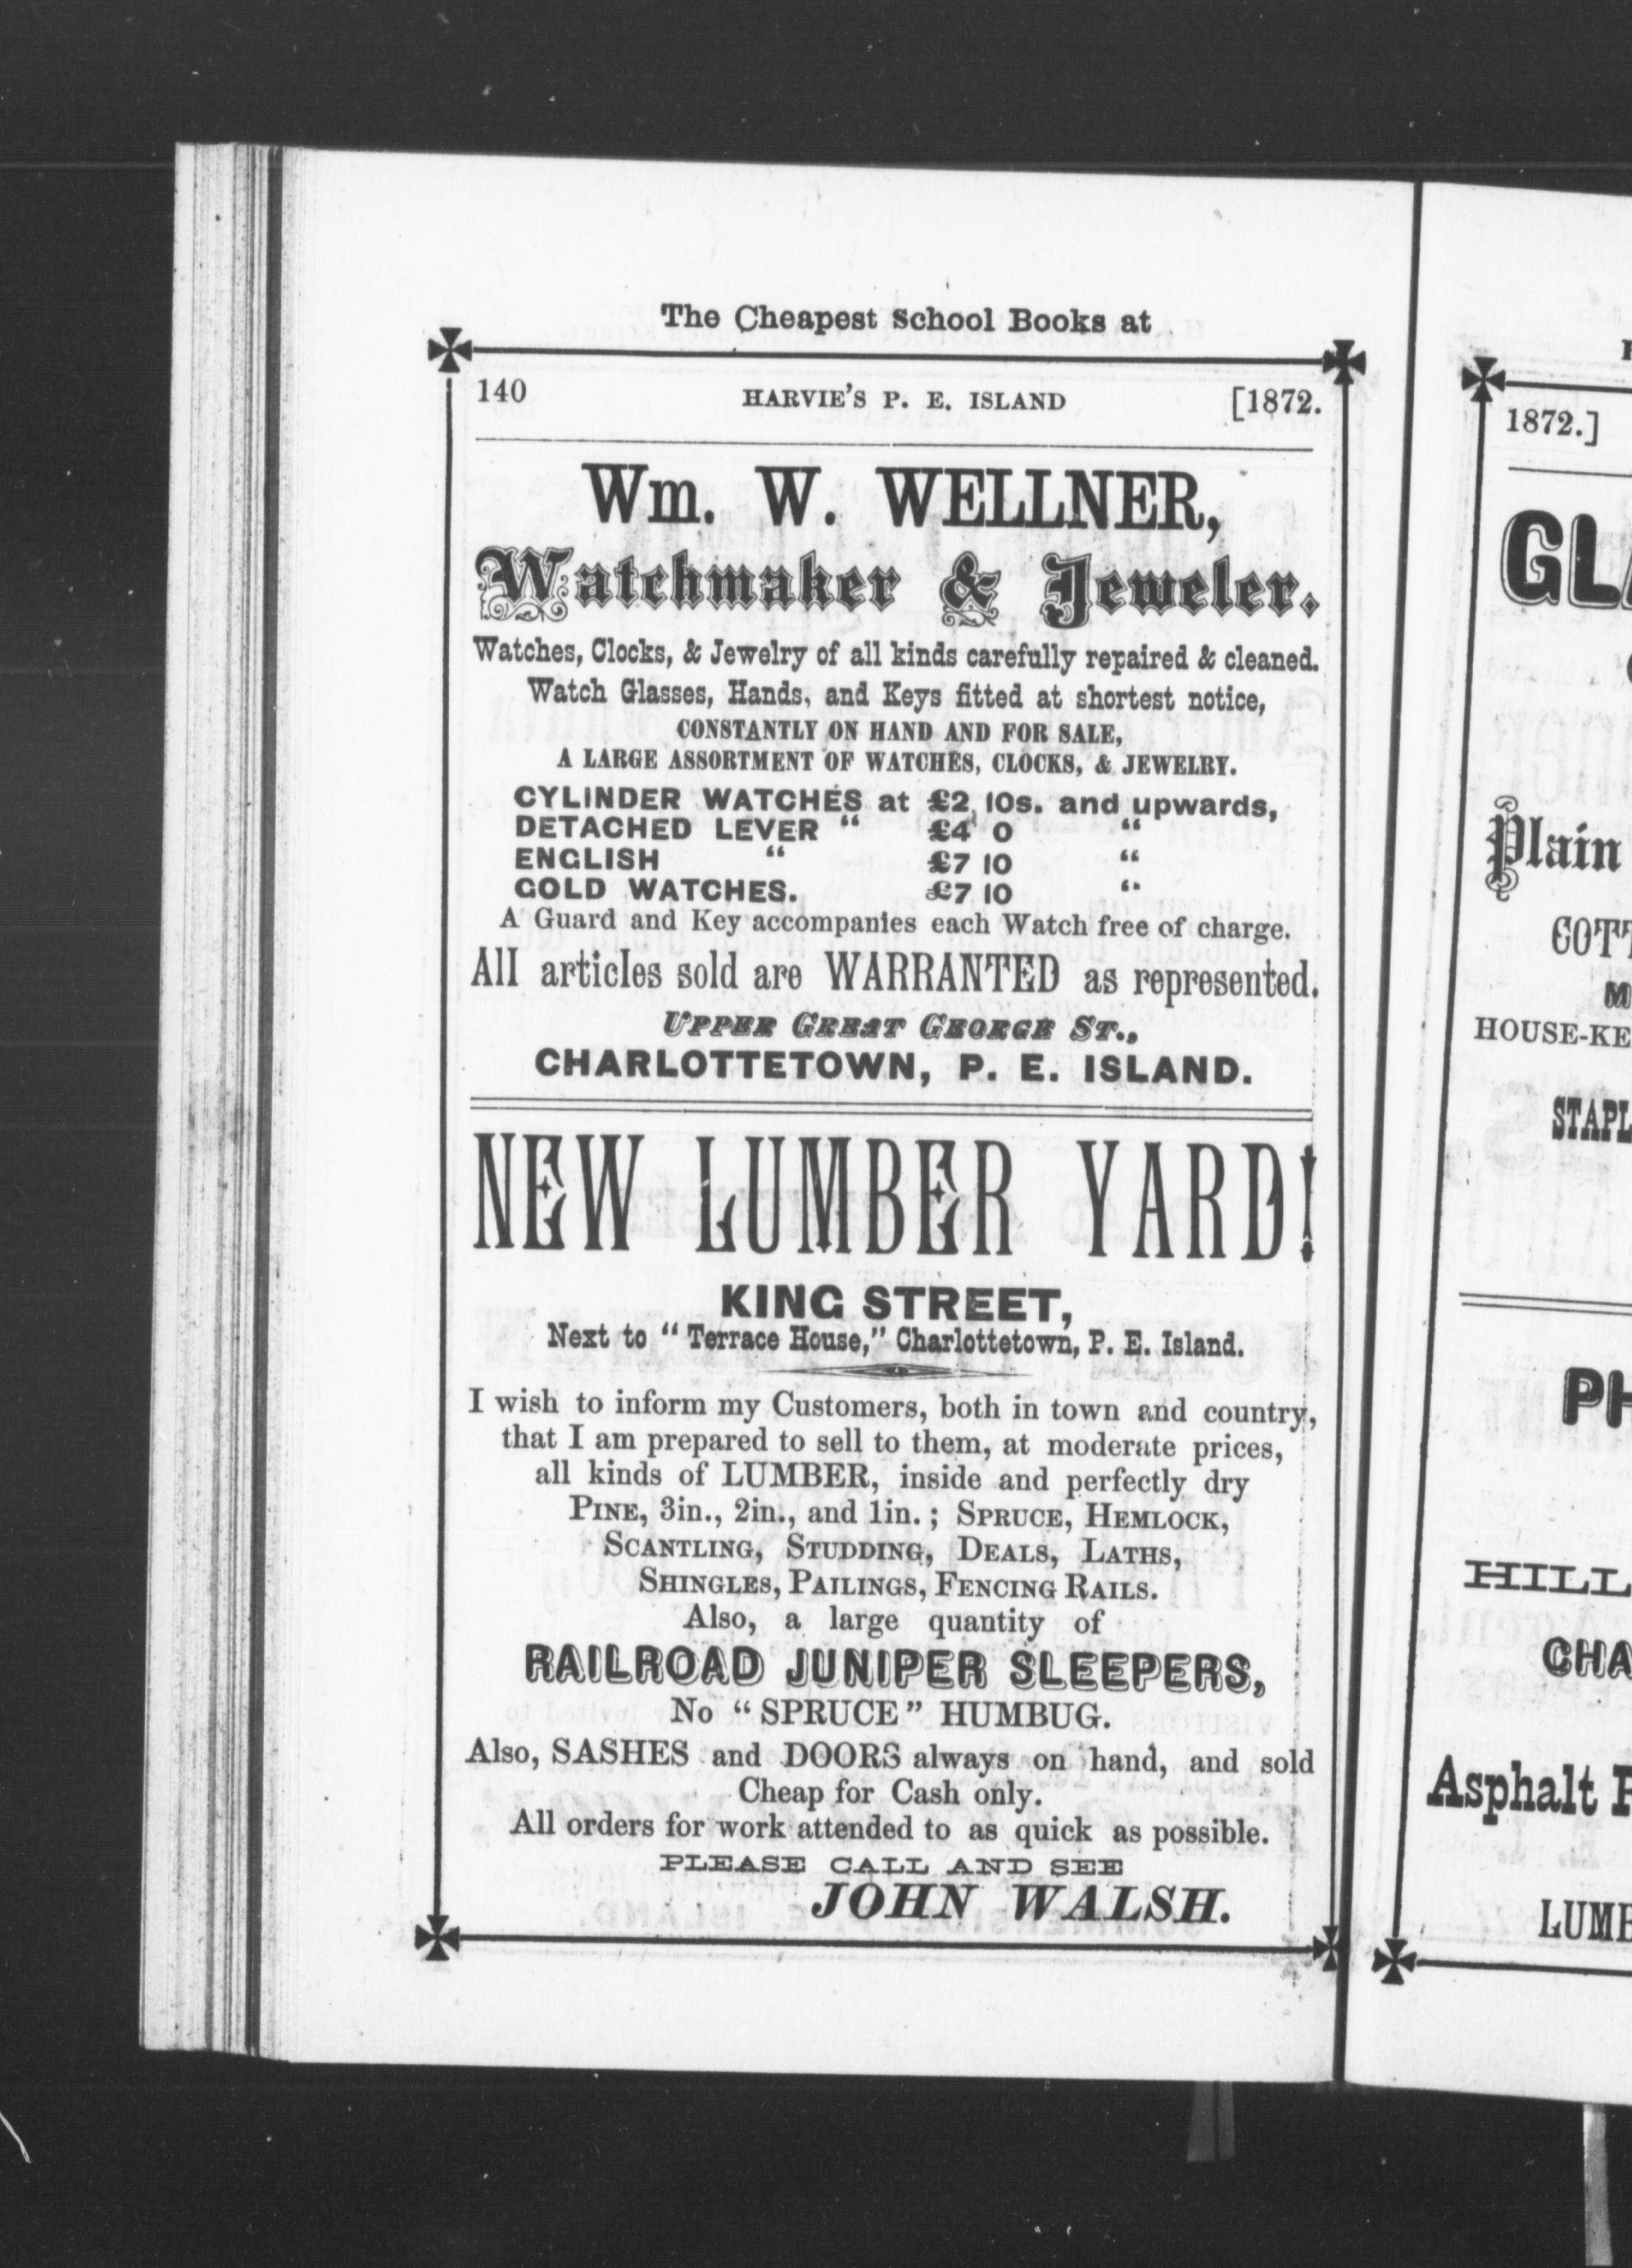 The Cheapest School Books at
140 HARVIE'S P. E. ISLAND [1872.
Wm. W. WELLNER,
Watchmaker & Jeweler.
Watches, Clocks, & Jewelry of all kinds carefully repaired & cleaned.
Watch Glasses, Hands, and Keys fitted at shortest notice,
CONSTANTLY ON HAND AND FOR SALE,
A LARGE ASSORTMENT OF WATCHES, CLOCKS, & JEWELRY.
CYLINDER WATCHES at £2 10s. and upwards,
DETACHED LEVER “ £4 0 “
ENGLISH “ £7 10 “
GOLD WATCHES. £7 10 “
A Guard and Key accompanies each Watch free of charge.
All articles sold are WARRANTED as represented.
UPPER GREAT GEORGE ST.,
CHARLOTTETOWN, P. E. ISLAND.
NEW LUMBER YARD!
KING STREET,
Next to “Terrace House,” Charlottetown, P. E. Island.
I wish to inform my Customers, both in town and country,
that I am prepared to sell to them, at moderate prices,
all kinds of LUMBER, inside and perfectly dry
PINE, 3in., 2in., and 1in.; SPRUCE, HEMLOCK,
SCANTLING, STUDDING, DEALS, LATHS,
SHINGLES, PAILINGS, FENCING RAILS.
Also, a large quantity of
RAILROAD JUNIPER SLEEPERS,
No “SPRUCE” HUMBUG.
Also, SASHES and DOORS always on hand, and sold
Cheap for Cash only.
All orders for work attended to as quick as possible.
PLEASE CALL AND SEE
JOHN WALSH.
1872.]
GLA
Plain
COTT
M
HOUSE-KE
STAPL
PH
HILL
CHA
Asphalt
LUMB